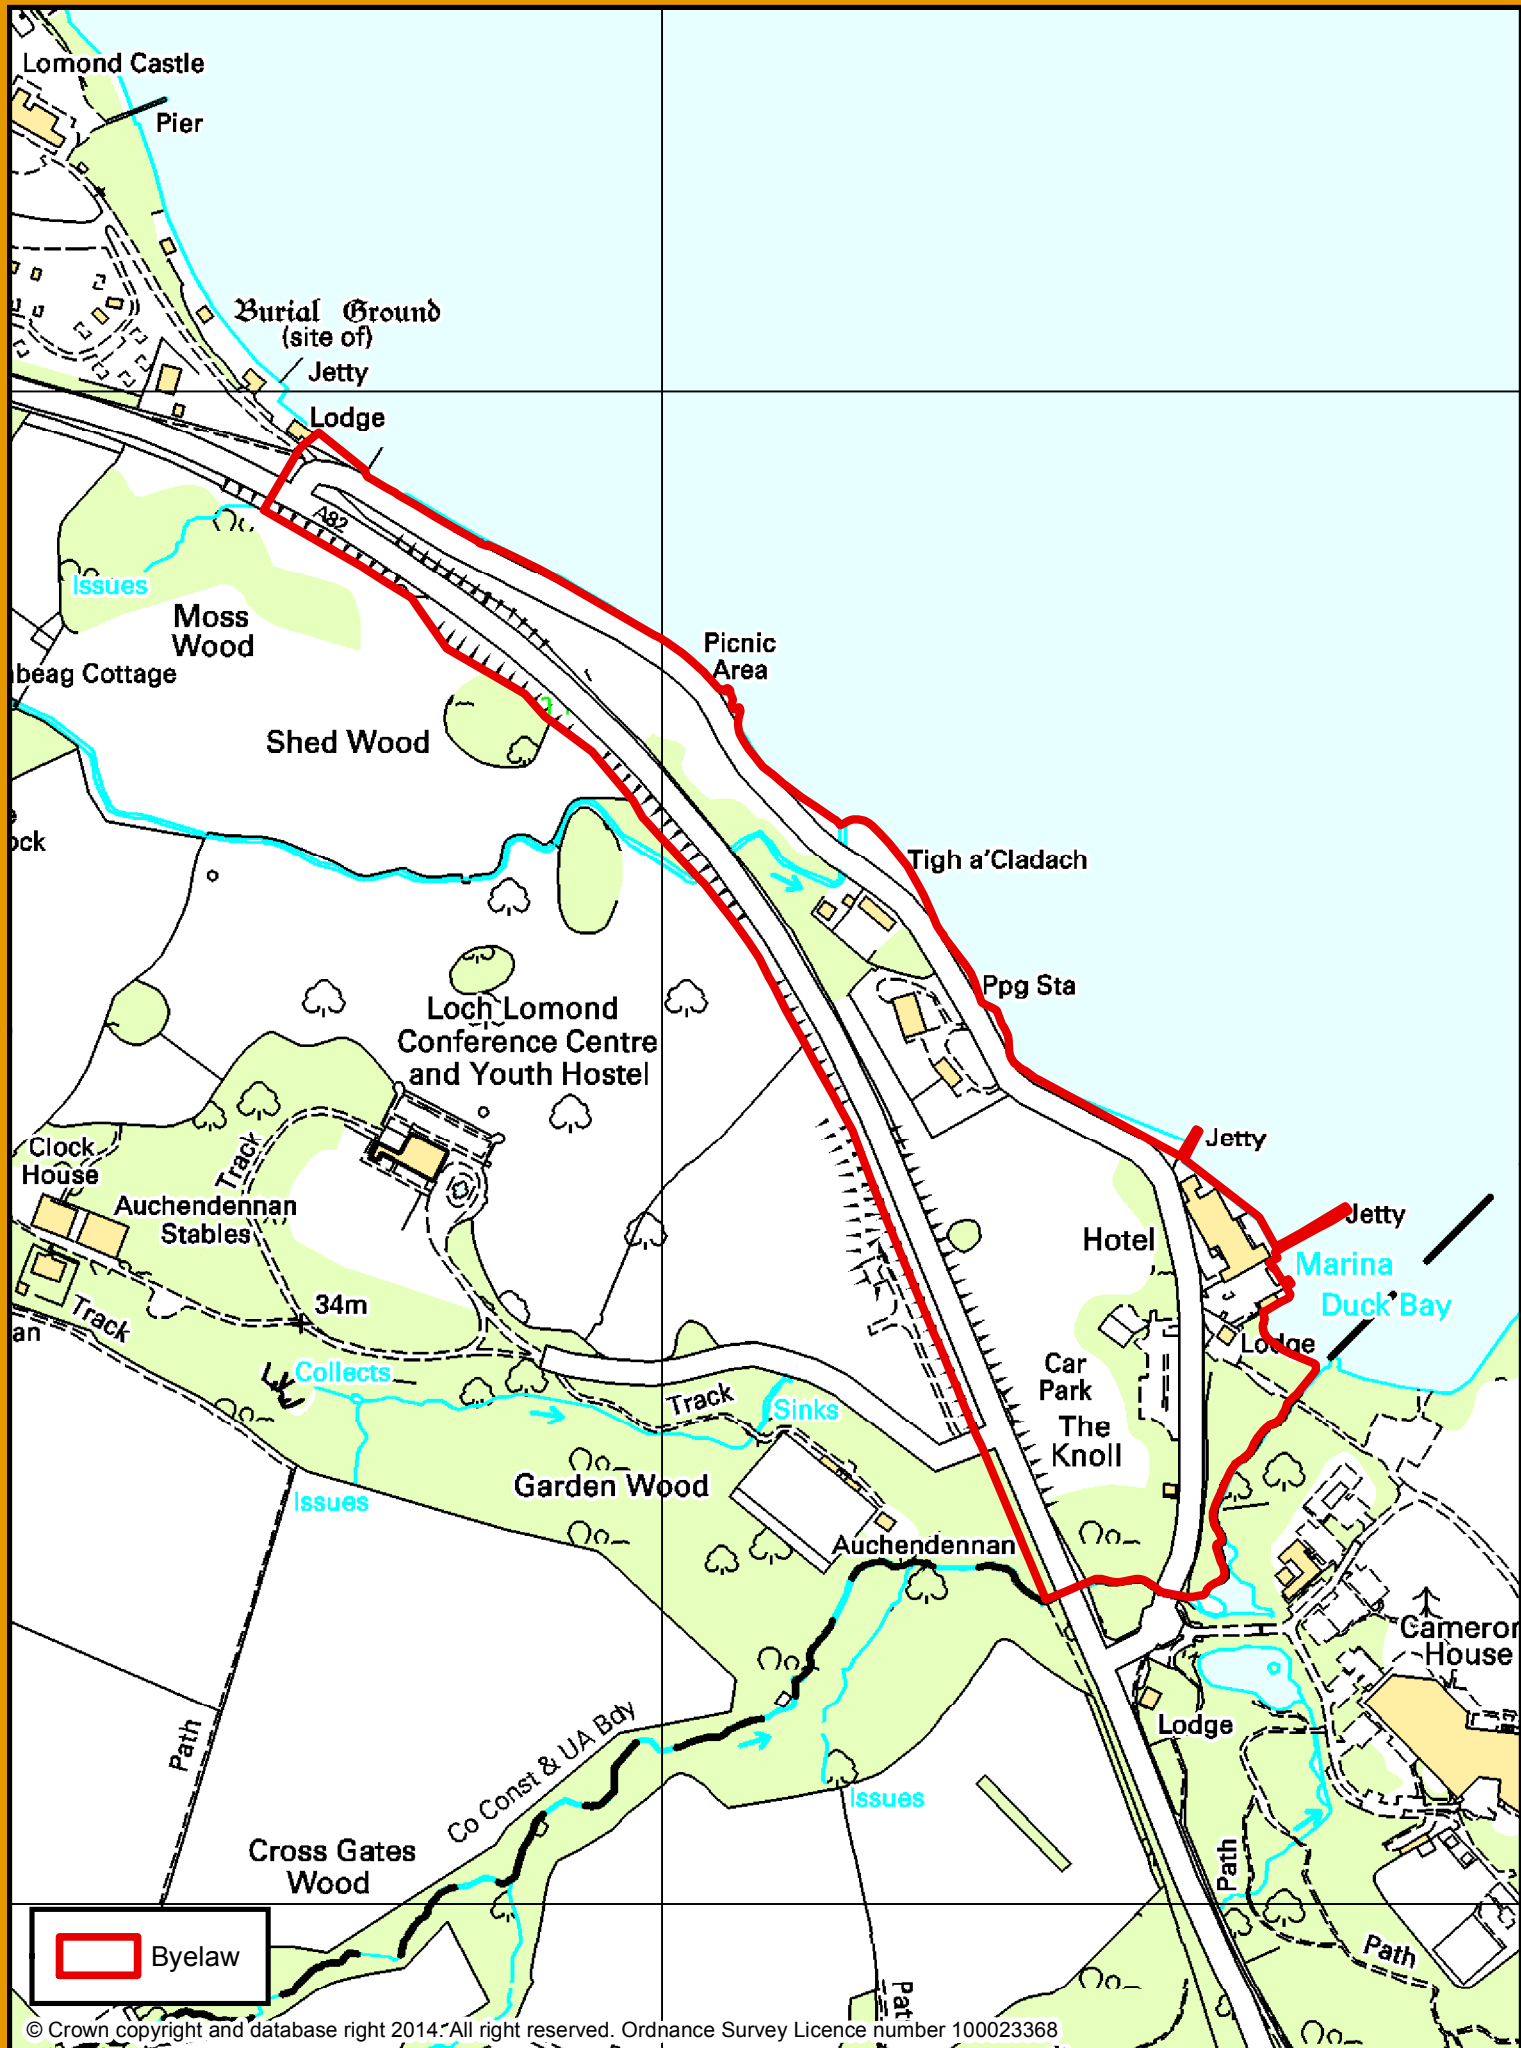 Lomond Castle
Pier
Burial Ground
(site of)
Jetty
Lodge
A82
Issues
Moss
Wood
Picnic
Area
abeag Cottage
Shed Wood
ock
Tigh a'Cladach
Ppg Sta
Loch Lomond
Conference Centre
and Youth Hostel
Clock
House
Track
Auchendennan
Stables
Jetty
Jetty
Hotel
Marina
Duck Bay
34m
Track
an
Lodge
Collects
Car
Park
Track
Sinks
The
Knoll
Garden Wood
Issues
Auchendennan
Cameron
House
Path
Lodge
Co Const & UA Bdy
Issues
Cross Gates
Wood
Path
Path
Path
Byelaw
© Crown copyright and database right 2014. All right reserved. Ordnance Survey Licence number 100023368